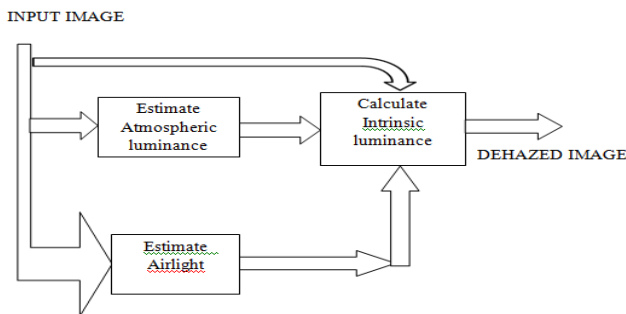 INPUT IMAGE
Estimate
Atmospheric
luminance
Calculate
Intrinsic
luminance
DEHAZED IMAGE
Estimate
Airlight